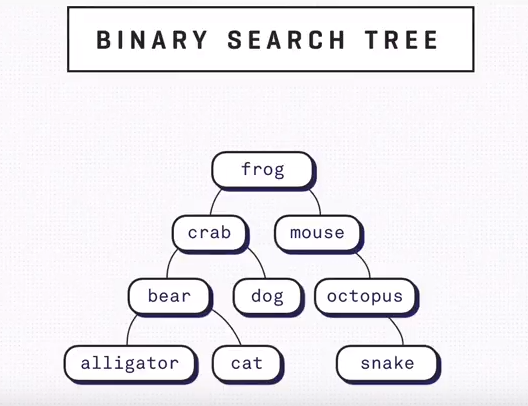 BINARY SEARCH TREE
frog
crab mouse
bear dog octopus
alligator cat snake